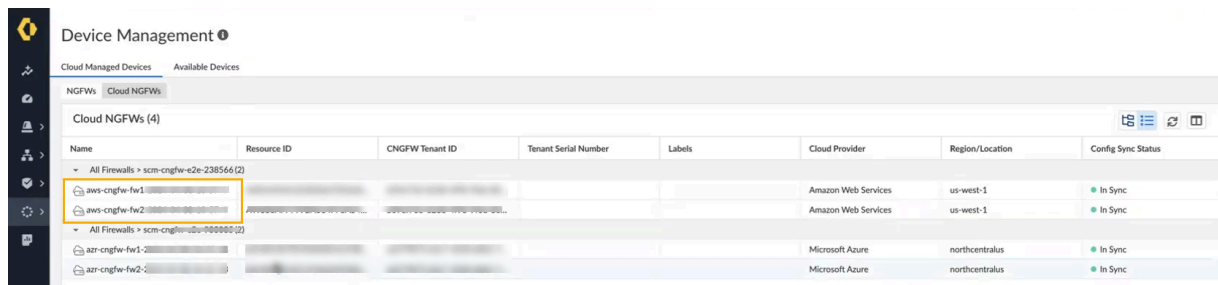 Device Management
Cloud Managed Devices Available Devices
NGFWs Cloud NGFWs
Cloud NGFWs (4)
Name Resource ID CNGFW Tenant ID Tenant Serial Number Labels Cloud Provider Region/Location Config Sync Status
All Firewalls > scm-cngfw-e2e-238566 (2)
aws-cngfw-fw1 Amazon Web Services us-west-1 In Sync
aws-cngfw-fw2 Amazon Web Services us-west-1 In Sync
All Firewalls > (2)
azr-cngfw-fw1- Microsoft Azure northcentralus In Sync
azr-cngfw-fw2- Microsoft Azure northcentralus In Sync